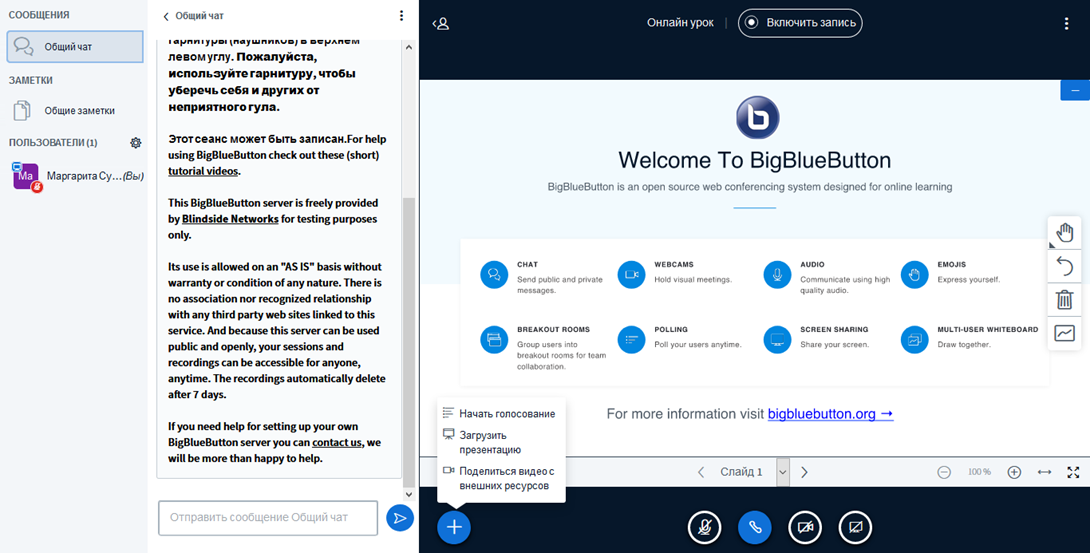 СООБЩЕНИЯ
Общий чат
ЗАМЕТКИ
Общие заметки
ПОЛЬЗОВАТЕЛИ (1)
Ma
Маргарита Су... (Вы)
Общий чат
гарнитуры (наушников) в верхнем
левом углу. Пожалуйста,
используйте гарнитуру, чтобы
уберечь себя и других от
неприятного гула.
Этот сеанс может быть записан.For help
using BigBlueButton check out these (short)
tutorial videos.
This BigBlueButton server is freely provided
by Blindside Networks for testing purposes
only.
Its use is allowed on an "AS IS" basis without
warranty or condition of any nature. There is
no association nor recognized relationship
with any third party web sites linked to this
service. And because this server can be used
public and openly, your sessions and
recordings can be accessible for anyone,
anytime. The recordings automatically delete
after 7 days.
If you need help for setting up your own
BigBlueButton server you can contact us, we
will be more than happy to help.
Отправить сообщение Общий чат
Онлайн урок | Включить запись
b
Welcome To BigBlueButton
BigBlueButton is an open source web conferencing system designed for online learning
CHAT
Send public and private
messages.
WEBCAMS
Hold visual meetings.
AUDIO
Communicate using high
quality audio.
EMOJIS
Express yourself.
BREAKOUT ROOMS
Group users into
breakout rooms for team
collaboration.
POLLING
Poll your users anytime.
SCREEN SHARING
Share your screen.
MULTI-USER WHITEBOARD
Draw together.
For more information visit bigbluebutton.org →
Начать голосование
Загрузить
презентацию
Поделиться видео с
внешних ресурсов
Слайд 1
100 %